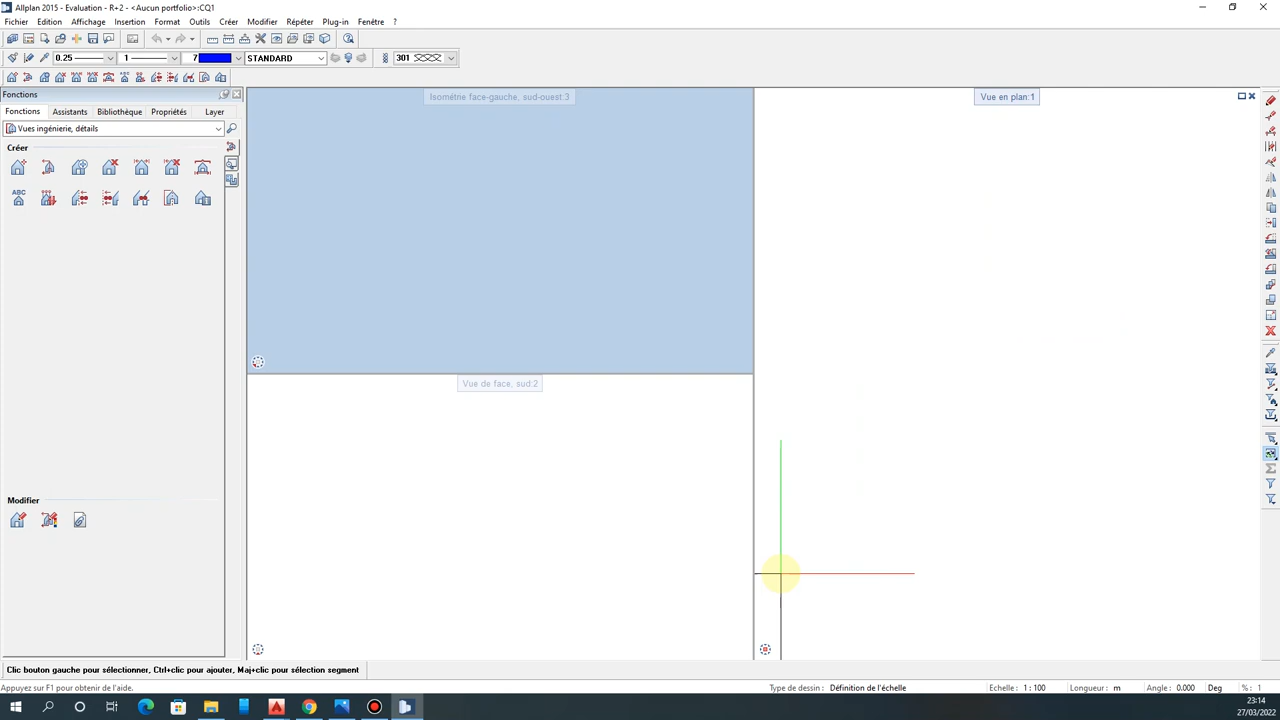 Allplan 2015 - Evaluation - R+2 - <Aucun portfolio>:CQ1
Fichier Edition Affichage Insertion Format Outils Créer Modifier Répéter Plug-in Fenêtre ?
0.25 1 7 STANDARD 301
Fonctions
Fonctions Assistants Bibliothèque Propriétés Layer
Vues ingénierie, détails
Créer
ABC
Modifier
Isométrie face-gauche, sud-ouest:3
Vue en plan:1
Vue de face, sud:2
Clic bouton gauche pour sélectionner, Ctrl+clic pour ajouter, Maj+clic pour sélection segment
Appuyez sur F1 pour obtenir de l'aide.
Type de dessin : Définition de l'échelle Echelle : 1 : 100 Longueur : m Angle : 0.000 Deg % : 1
23:14
27/03/2022